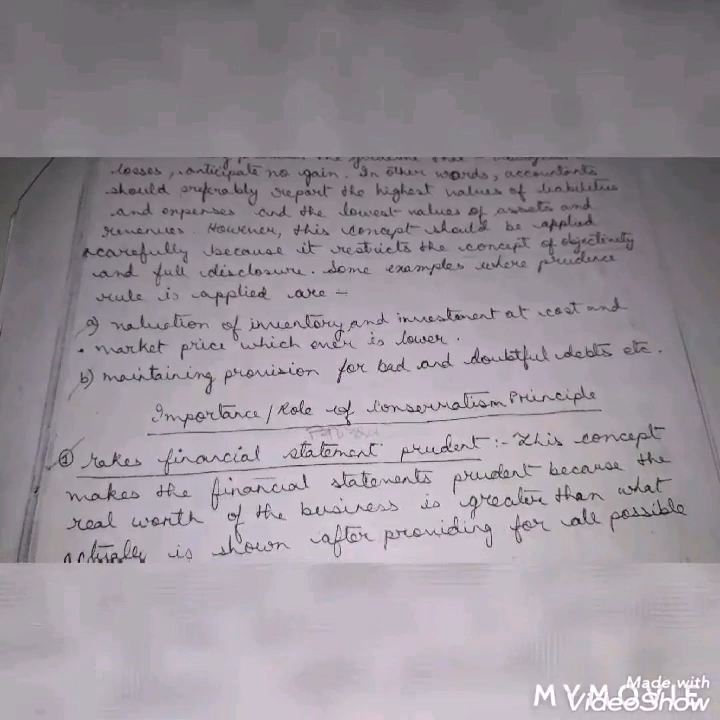 losses, anticipate no gain. In other words, accountants
should preferably report the highest values of liabilities
and expenses and the lowest values of assets and
revenues. However, this concept should be applied
carefully because it restricts the concept of objectivity
and full disclosure. Some examples where prudence
rule is applied are -
a) valuation of inventory and investment at cost and
market price which ever is lower.
b) maintaining provision for bad and doubtful debts etc.
Importance / Role of Conservatism Principle
① Makes financial statement prudent :- This concept
makes the financial statements prudent because the
real worth of the business is greater than what
actually is shown after providing for all possible
Made with
MYMOVIE
VideoShow